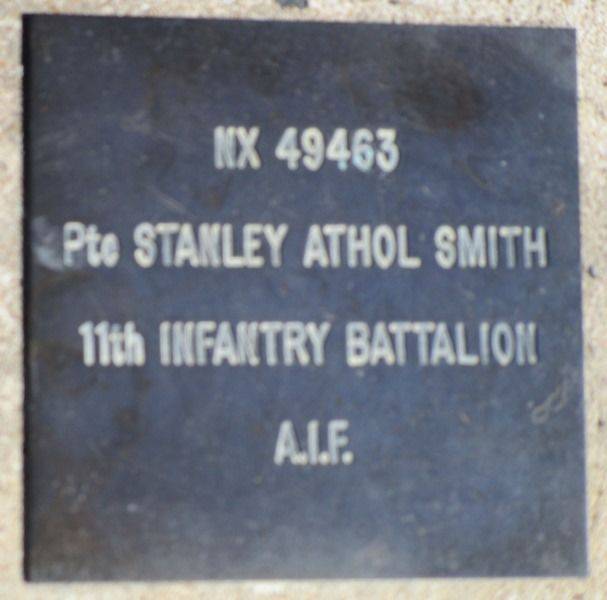 NX 49463
Pte STANLEY ATHOL SMITH
11th INFANTRY BATTALION
A.I.F.